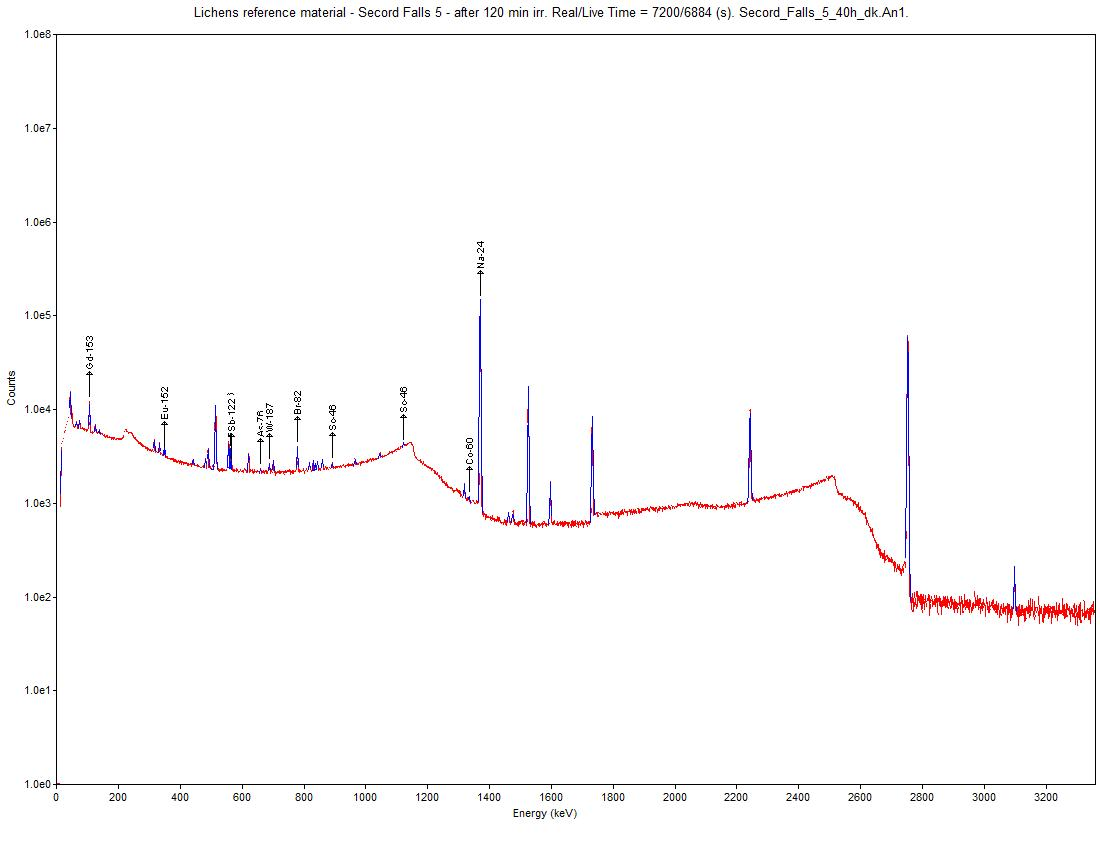 Lichens reference material - Secord Falls 5 - after 120 min irr. Real/Live Time = 7200/6884 (s). Secord_Falls_5_40h_dk.An1.
1.0e8
1.0e7
1.0e6
1.0e5
1.0e4
1.0e3
1.0e2
1.0e1
1.0e0
Counts
Gd-153
Eu-152
Sb-122
As-76
W-187
Br-82
Sc-46
Sc-46
Co-60
Na-24
0 200 400 600 800 1000 1200 1400 1600 1800 2000 2200 2400 2600 2800 3000 3200
Energy (keV)